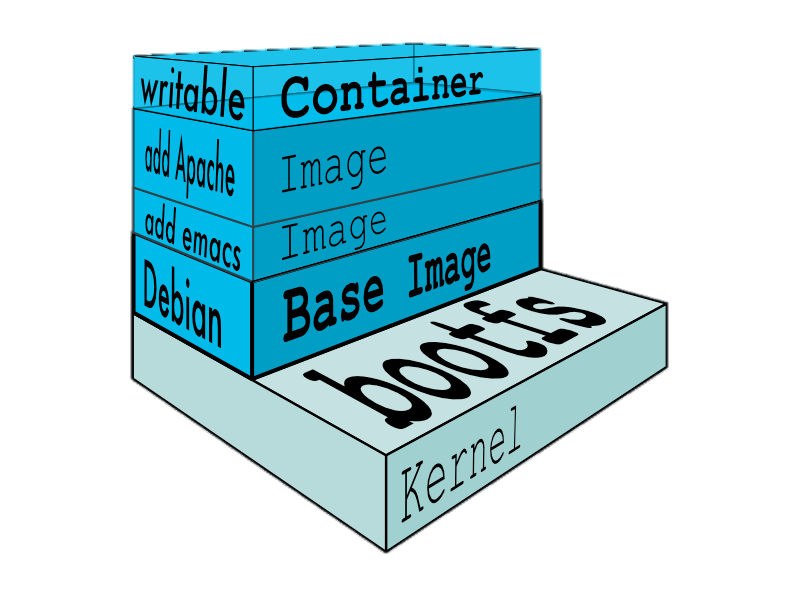 writable Container
add Apache Image
add emacs Image
Debian Base Image
bootfs
Kernel